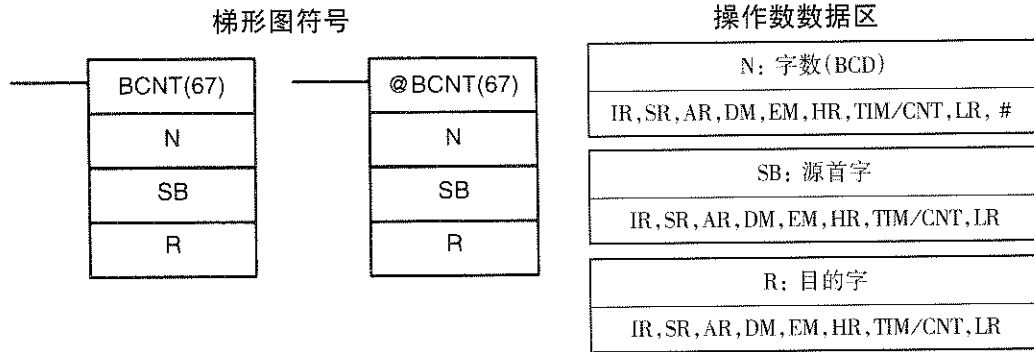 梯形图符号
BCNT(67)
N
SB
R
@BCNT(67)
N
SB
R
操作数数据区
N: 字数(BCD)
IR,SR,AR,DM,EM,HR,TIM/CNT,LR, #
SB: 源首字
IR,SR,AR,DM,EM,HR,TIM/CNT,LR
R: 目的字
IR,SR,AR,DM,EM,HR,TIM/CNT,LR